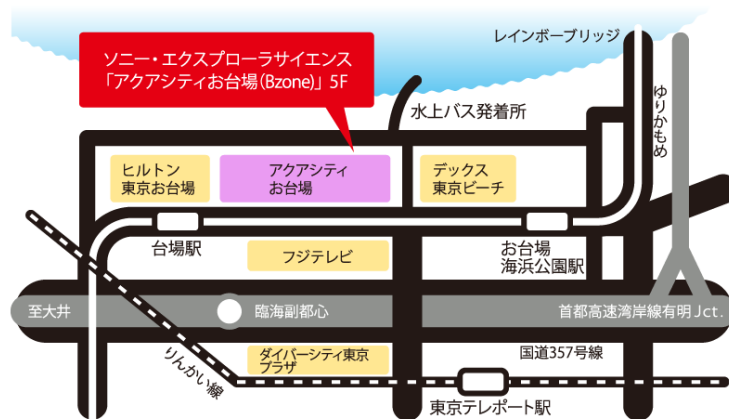 ソニー・エクスプローラサイエンス
「アクアシティお台場(Bzone)」5F
レインボーブリッジ
水上バス発着所
ゆりかもめ
ヒルトン
東京お台場
アクアシティ
お台場
デックス
東京ビーチ
台場駅
フジテレビ
お台場
海浜公園駅
至大井
臨海副都心
首都高速湾岸線有明Jct.
りんかい線
ダイバーシティ東京
プラザ
国道357号線
東京テレポート駅